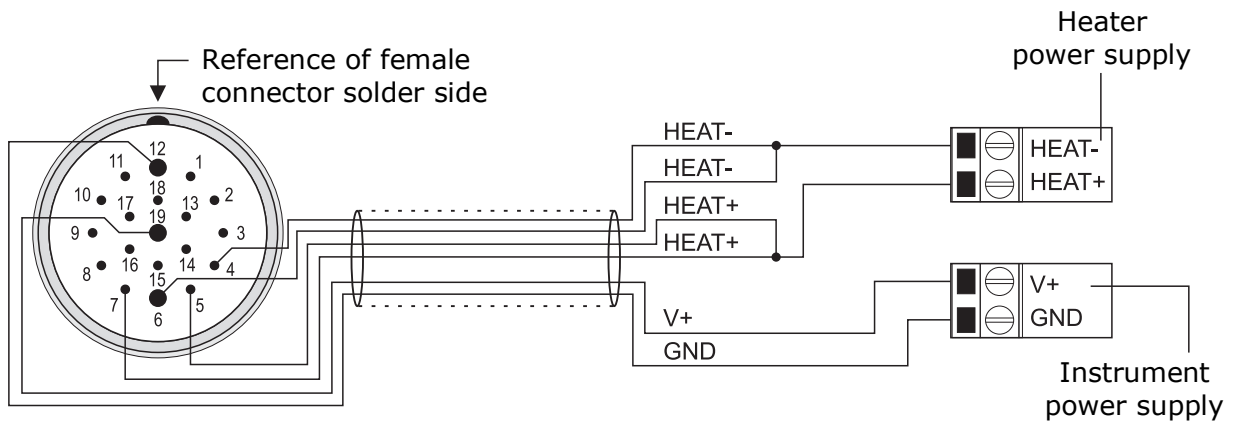 Heater
power supply
Reference of female
connector solder side
HEAT-
HEAT-
HEAT+
HEAT+
HEAT-
HEAT+
12
11
1
10
18
2
17
13
19
9
3
8
16
14
4
15
7
5
6
V+
GND
V+
GND
Instrument
power supply